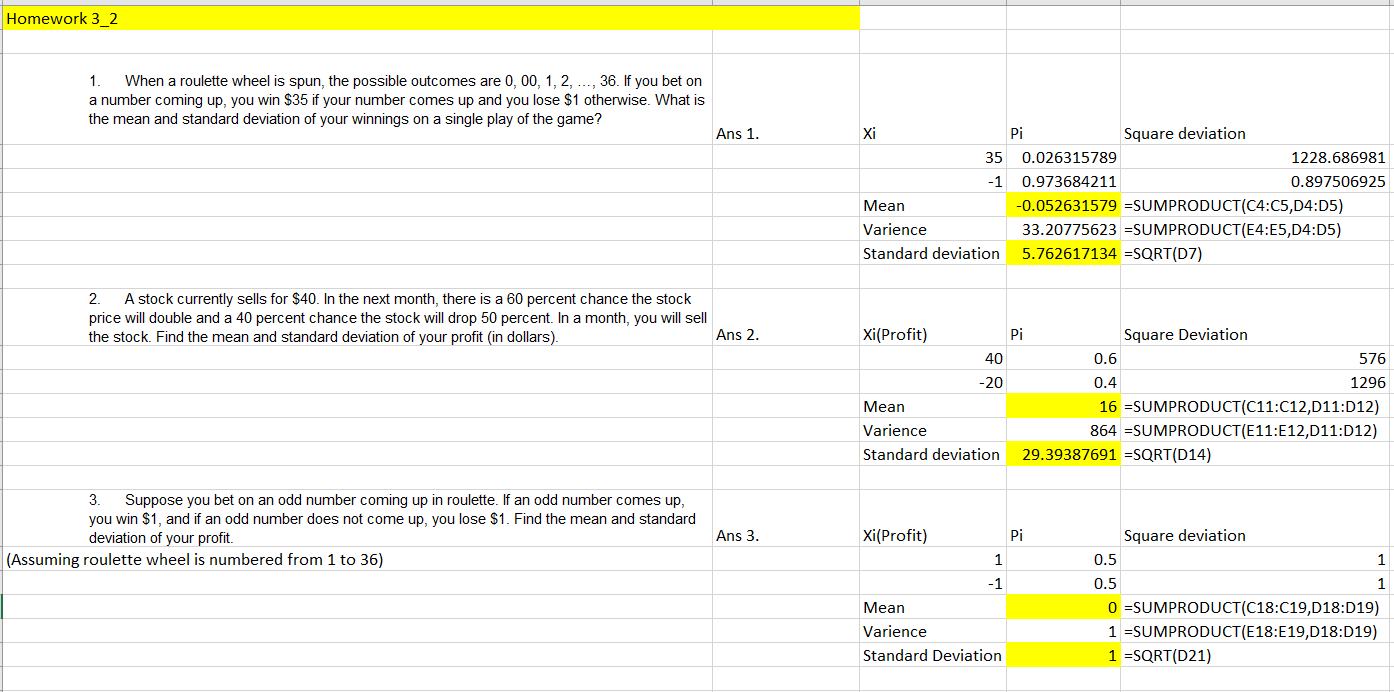 Homework 3_2
1. When a roulette wheel is spun, the possible outcomes are 0, 00, 1, 2, …, 36. If you bet on
a number coming up, you win $35 if your number comes up and you lose $1 otherwise. What is
the mean and standard deviation of your winnings on a single play of the game?
Ans 1. Xi Pi Square deviation
35 0.026315789 1228.686981
-1 0.973684211 0.897506925
Mean -0.052631579 =SUMPRODUCT(C4:C5,D4:D5)
Varience 33.20775623 =SUMPRODUCT(E4:E5,D4:D5)
Standard deviation 5.762617134 =SQRT(D7)
2. A stock currently sells for $40. In the next month, there is a 60 percent chance the stock
price will double and a 40 percent chance the stock will drop 50 percent. In a month, you will sell
the stock. Find the mean and standard deviation of your profit (in dollars).
Ans 2. Xi(Profit) Pi Square Deviation
40 0.6 576
-20 0.4 1296
Mean 16 =SUMPRODUCT(C11:C12,D11:D12)
Varience 864 =SUMPRODUCT(E11:E12,D11:D12)
Standard deviation 29.39387691 =SQRT(D14)
3. Suppose you bet on an odd number coming up in roulette. If an odd number comes up,
you win $1, and if an odd number does not come up, you lose $1. Find the mean and standard
deviation of your profit.
Ans 3. Xi(Profit) Pi Square deviation
(Assuming roulette wheel is numbered from 1 to 36) 1 0.5 1
-1 0.5 1
Mean 0 =SUMPRODUCT(C18:C19,D18:D19)
Varience 1 =SUMPRODUCT(E18:E19,D18:D19)
Standard Deviation 1 =SQRT(D21)